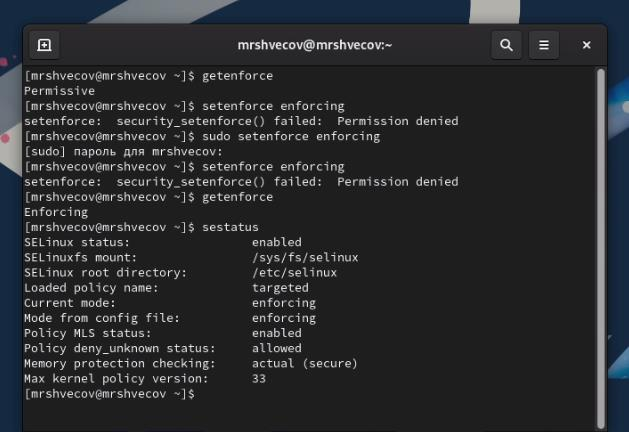 mrshvecov@mrshvecov:~
[mrshvecov@mrshvecov ~]$ getenforce
Permissive
[mrshvecov@mrshvecov ~]$ setenforce enforcing
setenforce:  security_setenforce() failed:  Permission denied
[mrshvecov@mrshvecov ~]$ sudo setenforce enforcing
[sudo] пароль для mrshvecov:
[mrshvecov@mrshvecov ~]$ setenforce enforcing
setenforce:  security_setenforce() failed:  Permission denied
[mrshvecov@mrshvecov ~]$ getenforce
Enforcing
[mrshvecov@mrshvecov ~]$ sestatus
SELinux status:                 enabled
SELinuxfs mount:                /sys/fs/selinux
SELinux root directory:         /etc/selinux
Loaded policy name:             targeted
Current mode:                   enforcing
Mode from config file:          enforcing
Policy MLS status:              enabled
Policy deny_unknown status:     allowed
Memory protection checking:     actual (secure)
Max kernel policy version:      33
[mrshvecov@mrshvecov ~]$